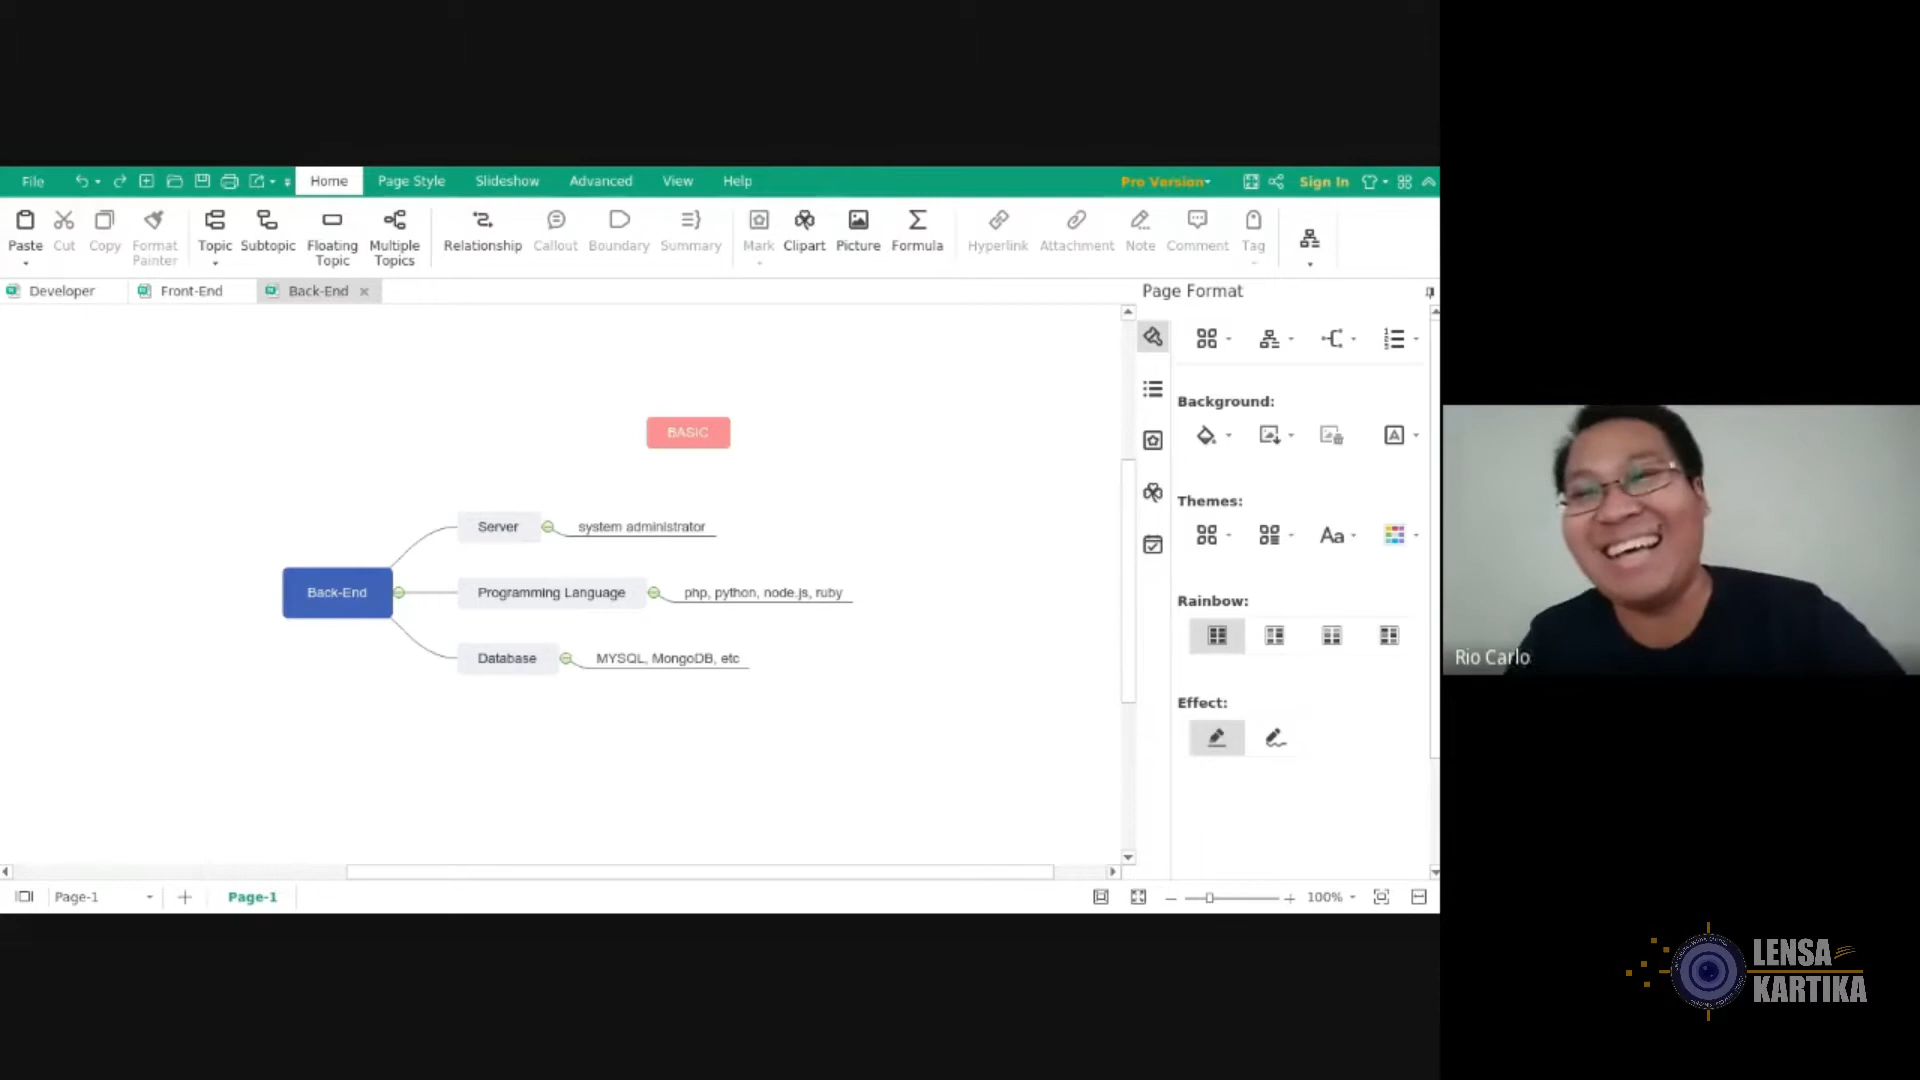 File
Home
Page Style
Slideshow
Advanced
View
Help
Pro Version
Sign In
Paste
Cut
Copy
Format Painter
Topic
Subtopic
Floating Topic
Multiple Topics
Relationship
Callout
Boundary
Summary
Mark
Clipart
Picture
Formula
Hyperlink
Attachment
Note
Comment
Tag
Developer
Front-End
Back-End
Page Format
BASIC
Background:
Server
system administrator
Themes:
Aa
Back-End
Programming Language
php, python, node.js, ruby
Rainbow:
Database
MYSQL, MongoDB, etc
Rio Carlo
Effect:
Page-1
Page-1
100%
LENSA
KARTIKA